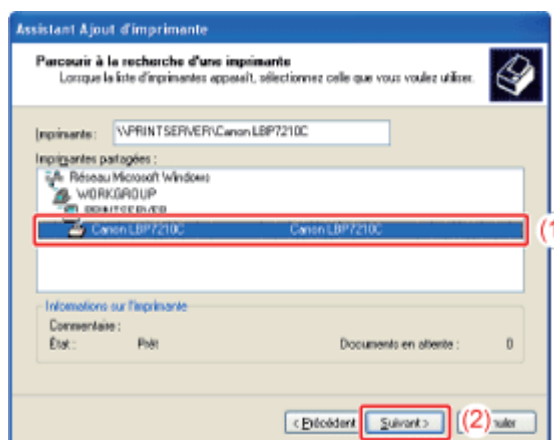 Assistant Ajout d'imprimante
Parcourir à la recherche d'une imprimante
Lorsque la liste d'imprimantes apparaît, sélectionnez celle que vous voulez utiliser.
Imprimante : \\PRINTSERVER\Canon LBP7210C
Imprimantes partagées :
Réseau Microsoft Windows
WORKGROUP
PRINTSERVER
Canon LBP7210C Canon LBP7210C
(1
Informations sur l'imprimante
Commentaire :
État : Prêt Documents en attente : 0
< Précédent Suivant > (2) nuler